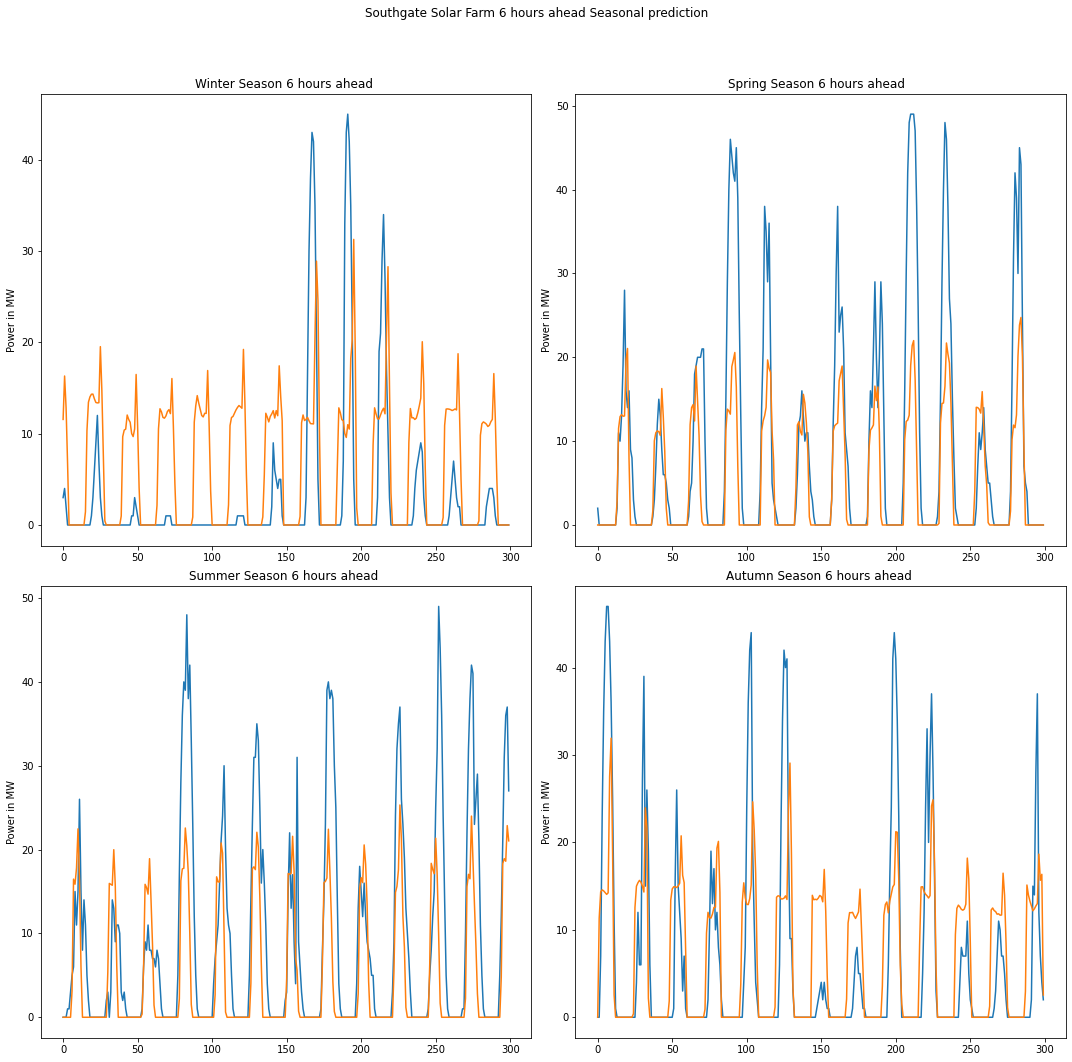 Southgate Solar Farm 6 hours ahead Seasonal prediction
Winter Season 6 hours ahead
Power in MW
40
30
20
10
0
0 50 100 150 200 250 300
Spring Season 6 hours ahead
Power in MW
50
40
30
20
10
0
0 50 100 150 200 250 300
Summer Season 6 hours ahead
Power in MW
50
40
30
20
10
0
0 50 100 150 200 250 300
Autumn Season 6 hours ahead
Power in MW
40
30
20
10
0
0 50 100 150 200 250 300